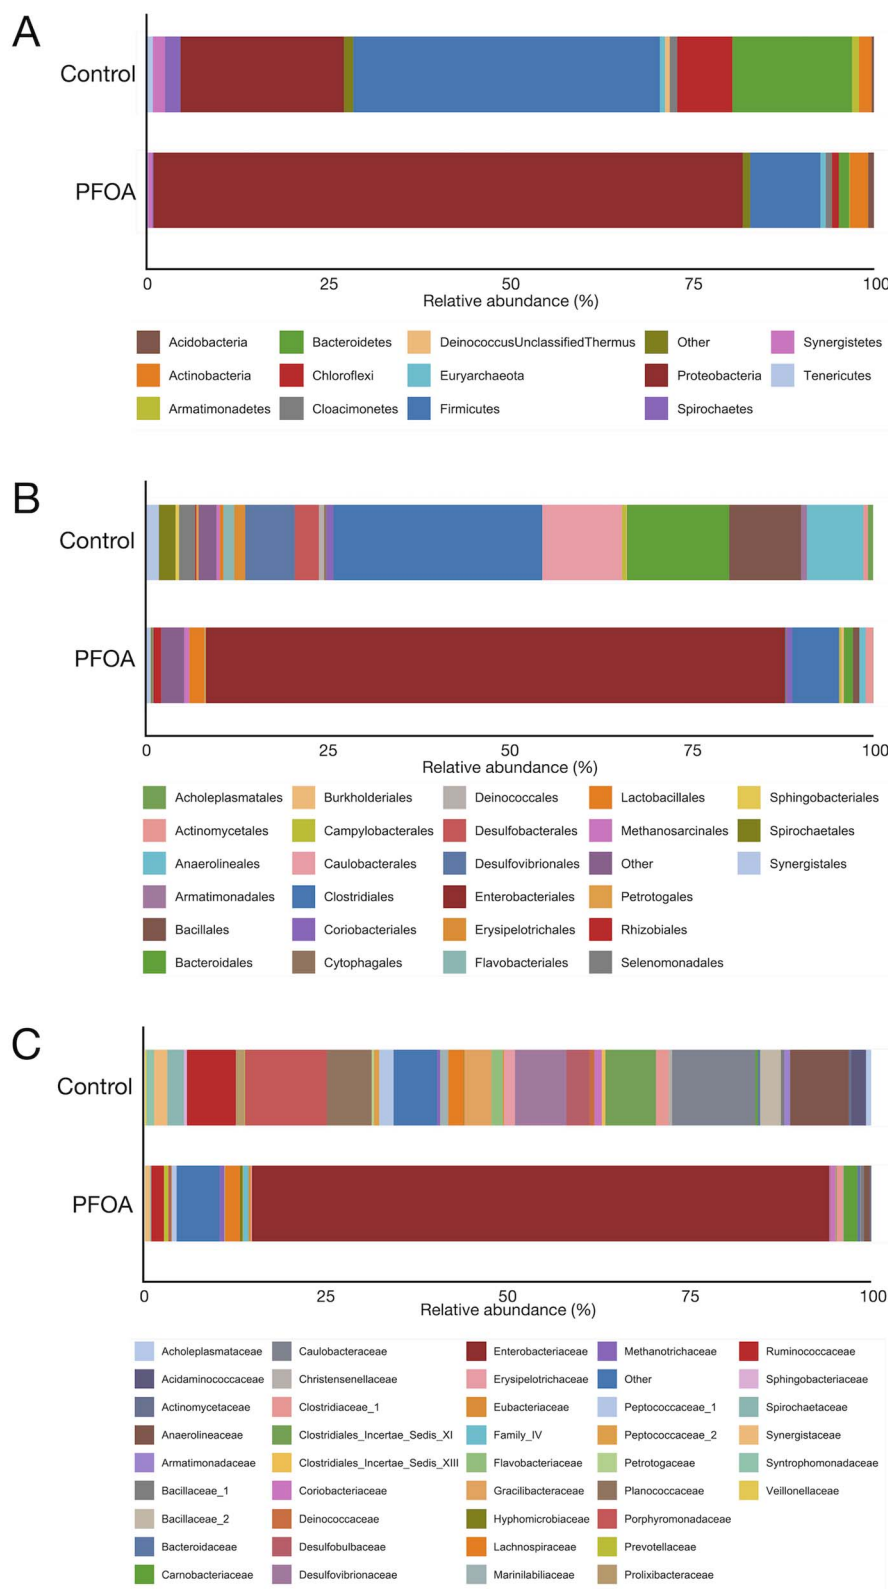 A
Control
PFOA
0 25 50 75 100
Relative abundance (%)
Acidobacteria Bacteroidetes DeinococcusUnclassifiedThermus Other Synergistetes
Actinobacteria Chloroflexi Euryarchaeota Proteobacteria Tenericutes
Armatimonadetes Cloacimonetes Firmicutes Spirochaetes
B
Control
PFOA
0 25 50 75 100
Relative abundance (%)
Acholeplasmatales Burkholderiales Deinococcales Lactobacillales Sphingobacteriales
Actinomycetales Campylobacterales Desulfobacterales Methanosarcinales Spirochaetales
Anaerolineales Caulobacterales Desulfovibrionales Other Synergistales
Armatimonadales Clostridiales Enterobacteriales Petrotogales
Bacillales Coriobacteriales Erysipelotrichales Rhizobiales
Bacteroidales Cytophagales Flavobacteriales Selenomonadales
C
Control
PFOA
0 25 50 75 100
Relative abundance (%)
Acholeplasmataceae Caulobacteraceae Enterobacteriaceae Methanotrichaceae Ruminococcaceae
Acidaminococcaceae Christensenellaceae Erysipelotrichaceae Other Sphingobacteriaceae
Actinomycetaceae Clostridiaceae_1 Eubacteriaceae Peptococcaceae_1 Spirochaetaceae
Anaerolineaceae Clostridiales_Incertae_Sedis_XI Family_IV Peptococcaceae_2 Synergistaceae
Armatimonadaceae Clostridiales_Incertae_Sedis_XIII Flavobacteriaceae Petrotogaceae Syntrophomonadaceae
Bacillaceae_1 Coriobacteriaceae Gracilibacteraceae Planococcaceae Veillonellaceae
Bacillaceae_2 Deinococcaceae Hyphomicrobiaceae Porphyromonadaceae
Bacteroidaceae Desulfobulbaceae Lachnospiraceae Prevotellaceae
Carnobacteriaceae Desulfovibrionaceae Marinilabiliaceae Prolixibacteraceae